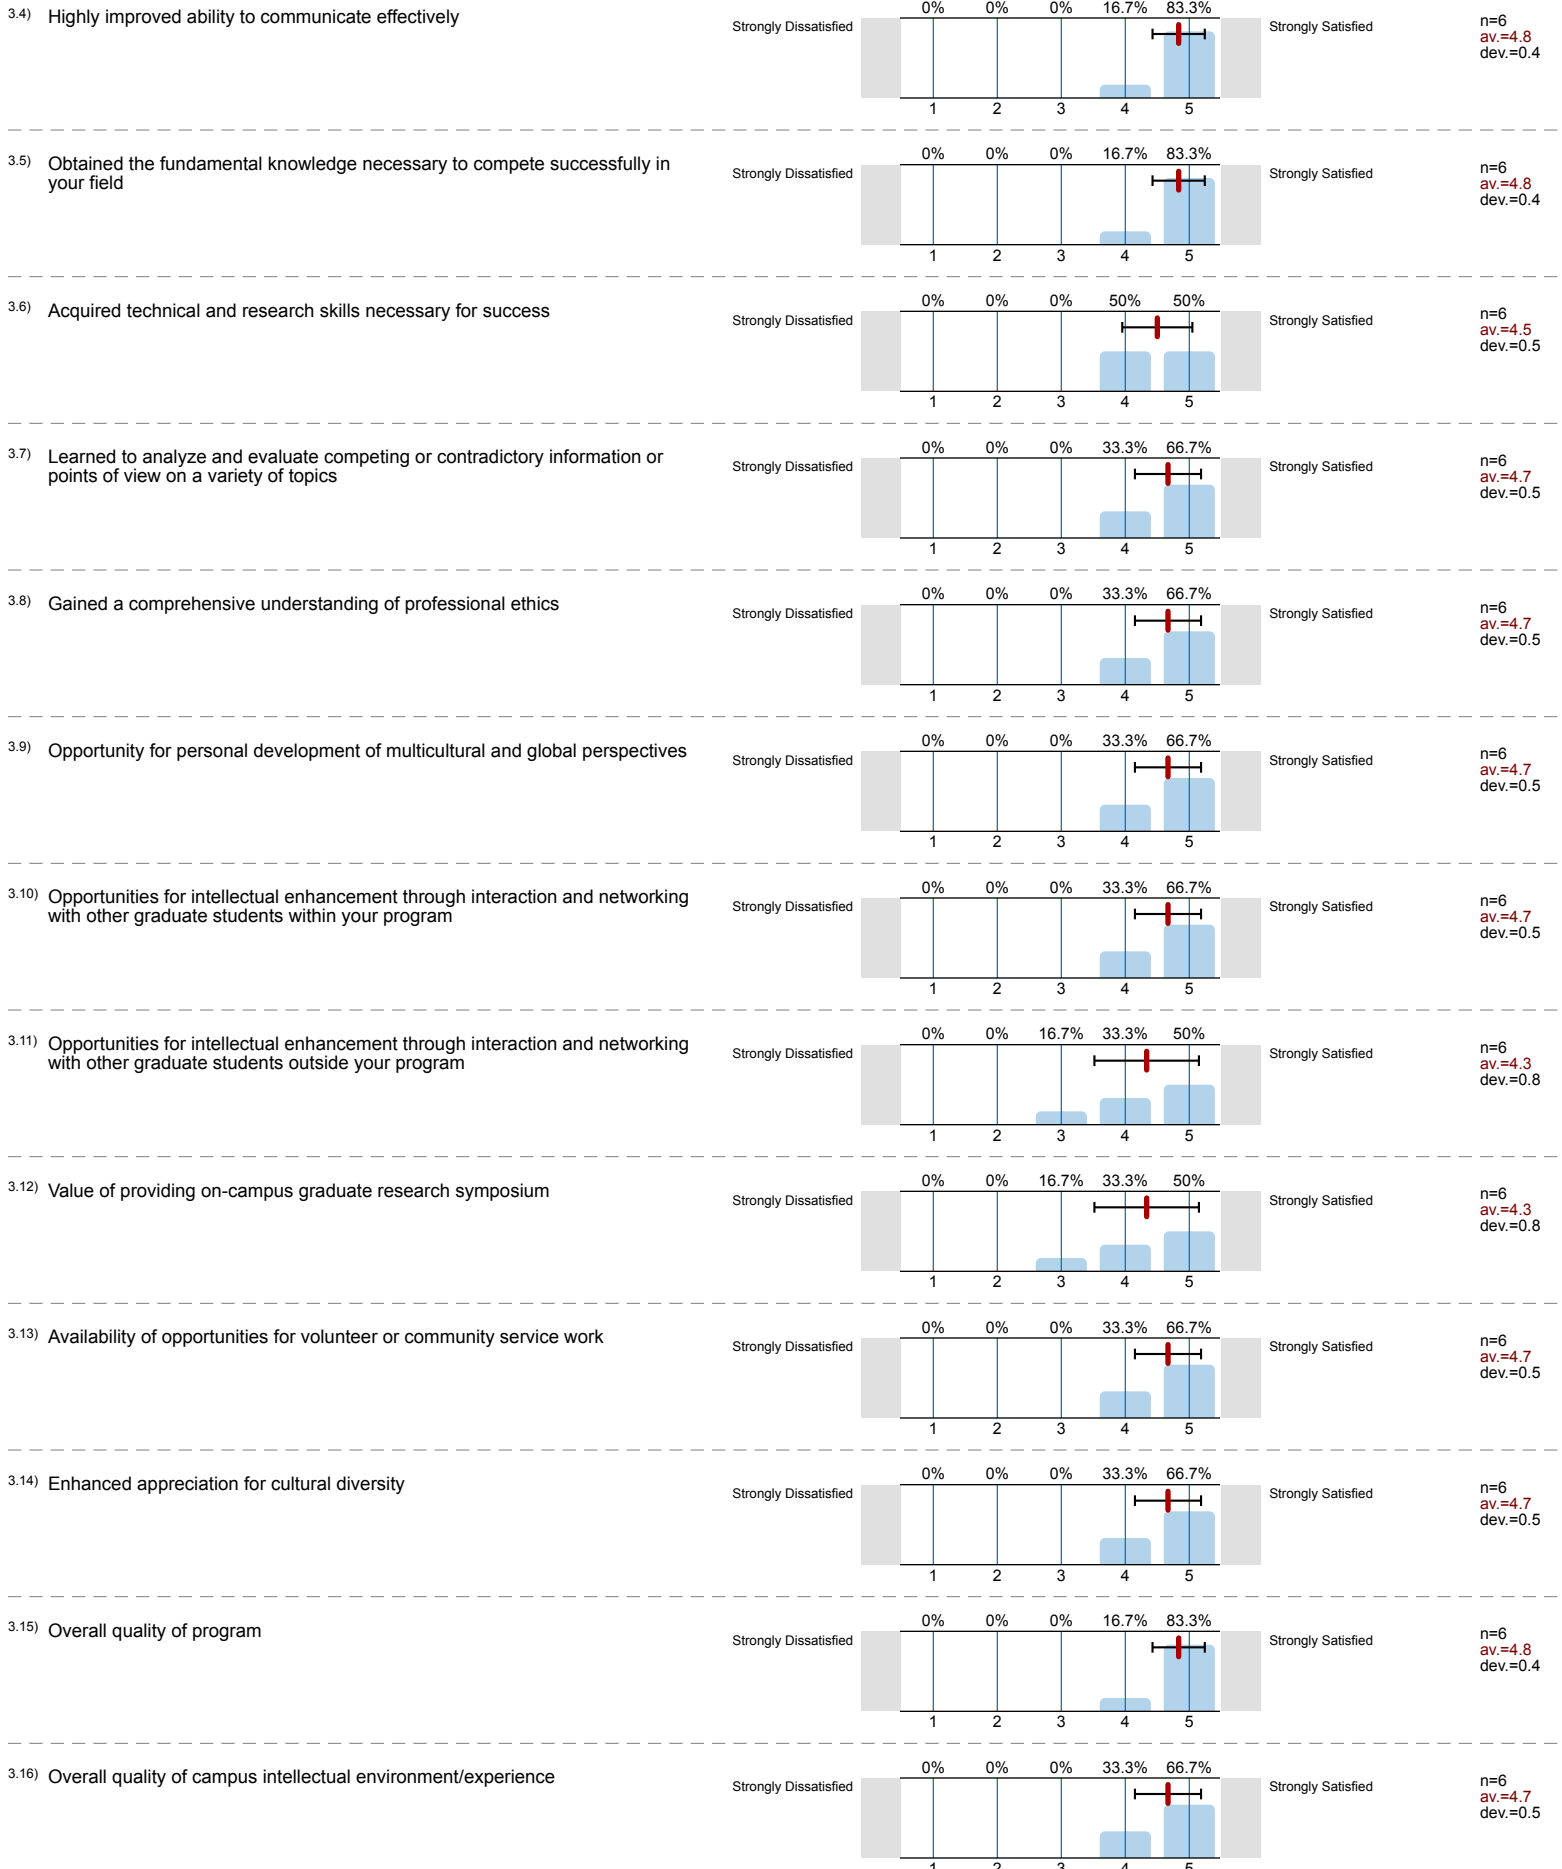 3.4) Highly improved ability to communicate effectively
0% 0% 0% 16.7% 83.3%
Strongly Dissatisfied Strongly Satisfied
n=6
av.=4.8
dev.=0.4
1 2 3 4 5
3.5) Obtained the fundamental knowledge necessary to compete successfully in
your field
0% 0% 0% 16.7% 83.3%
Strongly Dissatisfied Strongly Satisfied
n=6
av.=4.8
dev.=0.4
1 2 3 4 5
3.6) Acquired technical and research skills necessary for success
0% 0% 0% 50% 50%
Strongly Dissatisfied Strongly Satisfied
n=6
av.=4.5
dev.=0.5
1 2 3 4 5
3.7) Learned to analyze and evaluate competing or contradictory information or
points of view on a variety of topics
0% 0% 0% 33.3% 66.7%
Strongly Dissatisfied Strongly Satisfied
n=6
av.=4.7
dev.=0.5
1 2 3 4 5
3.8) Gained a comprehensive understanding of professional ethics
0% 0% 0% 33.3% 66.7%
Strongly Dissatisfied Strongly Satisfied
n=6
av.=4.7
dev.=0.5
1 2 3 4 5
3.9) Opportunity for personal development of multicultural and global perspectives
0% 0% 0% 33.3% 66.7%
Strongly Dissatisfied Strongly Satisfied
n=6
av.=4.7
dev.=0.5
1 2 3 4 5
3.10) Opportunities for intellectual enhancement through interaction and networking
with other graduate students within your program
0% 0% 0% 33.3% 66.7%
Strongly Dissatisfied Strongly Satisfied
n=6
av.=4.7
dev.=0.5
1 2 3 4 5
3.11) Opportunities for intellectual enhancement through interaction and networking
with other graduate students outside your program
0% 0% 16.7% 33.3% 50%
Strongly Dissatisfied Strongly Satisfied
n=6
av.=4.3
dev.=0.8
1 2 3 4 5
3.12) Value of providing on-campus graduate research symposium
0% 0% 16.7% 33.3% 50%
Strongly Dissatisfied Strongly Satisfied
n=6
av.=4.3
dev.=0.8
1 2 3 4 5
3.13) Availability of opportunities for volunteer or community service work
0% 0% 0% 33.3% 66.7%
Strongly Dissatisfied Strongly Satisfied
n=6
av.=4.7
dev.=0.5
1 2 3 4 5
3.14) Enhanced appreciation for cultural diversity
0% 0% 0% 33.3% 66.7%
Strongly Dissatisfied Strongly Satisfied
n=6
av.=4.7
dev.=0.5
1 2 3 4 5
3.15) Overall quality of program
0% 0% 0% 16.7% 83.3%
Strongly Dissatisfied Strongly Satisfied
n=6
av.=4.8
dev.=0.4
1 2 3 4 5
3.16) Overall quality of campus intellectual environment/experience
0% 0% 0% 33.3% 66.7%
Strongly Dissatisfied Strongly Satisfied
n=6
av.=4.7
dev.=0.5
1 2 3 4 5